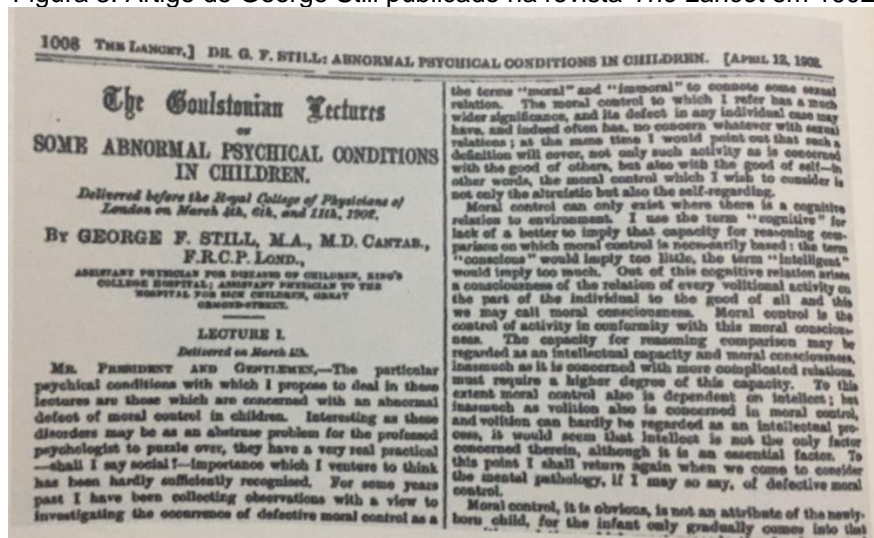 1008 THE LANCET,] DR. G. F. STILL: ABNORMAL PSYCHICAL CONDITIONS IN CHILDREN. [APRIL 12, 1902.
The Goulstonian Lectures
ON
SOME ABNORMAL PSYCHICAL CONDITIONS
IN CHILDREN.
Delivered before the Royal College of Physicians of
London on March 4th, 6th, and 11th, 1902,
BY GEORGE F. STILL, M.A., M.D. CANTAB.,
F.R.C.P. LOND.,
ASSISTANT PHYSICIAN FOR DISEASES OF CHILDREN, KING'S
COLLEGE HOSPITAL; ASSISTANT PHYSICIAN TO THE
HOSPITAL FOR SICK CHILDREN, GREAT
ORMOND-STREET.
LECTURE I.
Delivered on March 4th.
MR. PRESIDENT AND GENTLEMEN,—The particular
psychical conditions with which I propose to deal in these
lectures are those which are concerned with an abnormal
defect of moral control in children. Interesting as these
disorders may be as an abstruse problem for the professed
psychologist to puzzle over, they have a very real practical
—shall I say social?—importance which I venture to think
has been hardly sufficiently recognised. For some years
past I have been collecting observations with a view to
investigating the occurrence of defective moral control as a
the terms "moral" and "immoral" to connote some sexual
relation. The moral control to which I refer has a much
wider significance, and its defect in any individual case may
have, and indeed often has, no concern whatever with sexual
relations; at the same time I would point out that such a
definition will cover, not only such activity as is concerned
with the good of others, but also with the good of self—in
other words, the moral control which I wish to consider is
not only the altruistic but also the self-regarding.
Moral control can only exist where there is a cognitive
relation to environment. I use the term "cognitive" for
lack of a better to imply that capacity for reasoning com-
parison on which moral control is necessarily based: the term
"conscious" would imply too little, the term "intelligent"
would imply too much. Out of this cognitive relation arises
a consciousness of the relation of every volitional activity on
the part of the individual to the good of all and this
we may call moral consciousness. Moral control is the
control of activity in conformity with this moral conscious-
ness. The capacity for reasoning comparison may be
regarded as an intellectual capacity and moral consciousness,
inasmuch as it is concerned with more complicated relations,
must require a higher degree of this capacity. To this
extent moral control also is dependent on intellect; but
inasmuch as volition also is concerned in moral control,
and volition can hardly be regarded as an intellectual pro-
cess, it would seem that intellect is not the only factor
concerned therein, although it is an essential factor. To
this point I shall return again when we come to consider
the mental pathology, if I may so say, of defective moral
control.
Moral control, it is obvious, is not an attribute of the newly-
born child, for the infant only gradually comes into that